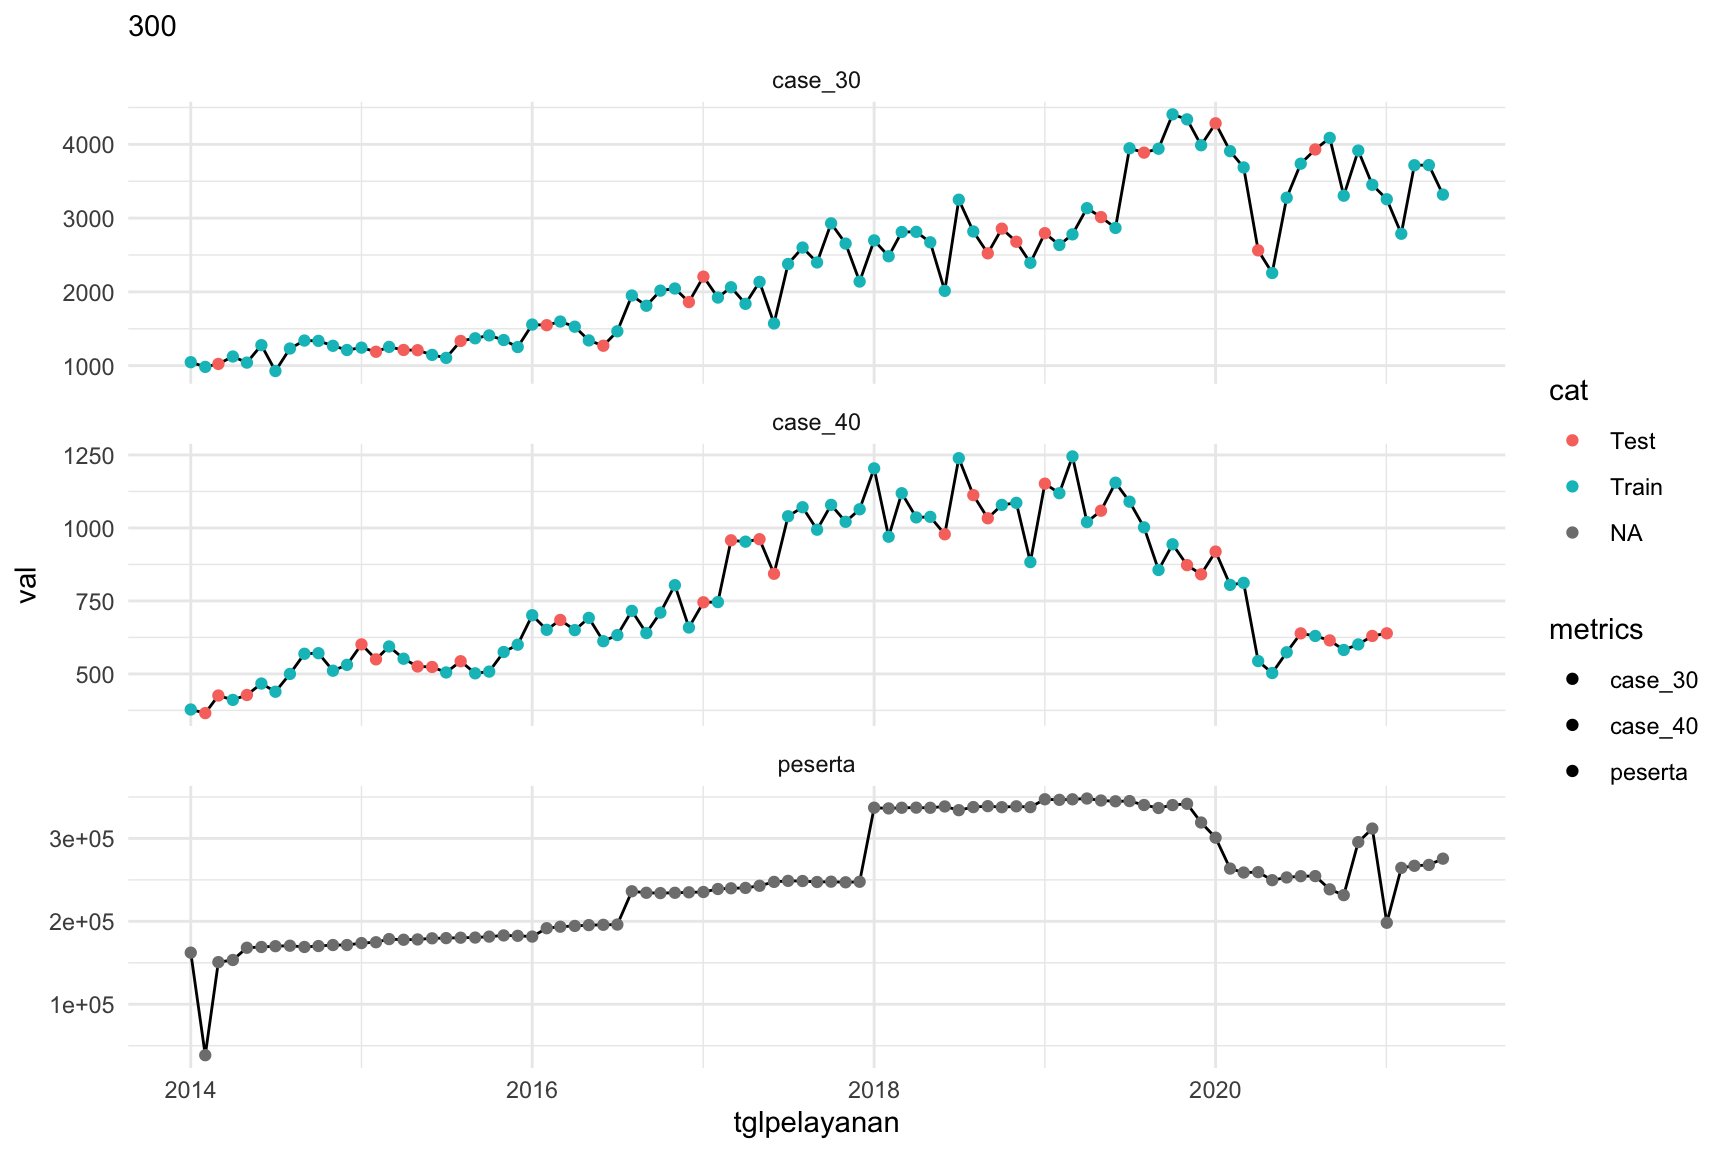 300
case_30
4000
3000
2000
1000
case_40
1250
1000
750
500
peserta
3e+05
2e+05
1e+05
2014
2016
2018
2020
tglpelayanan
val
cat
Test
Train
NA
metrics
case_30
case_40
peserta